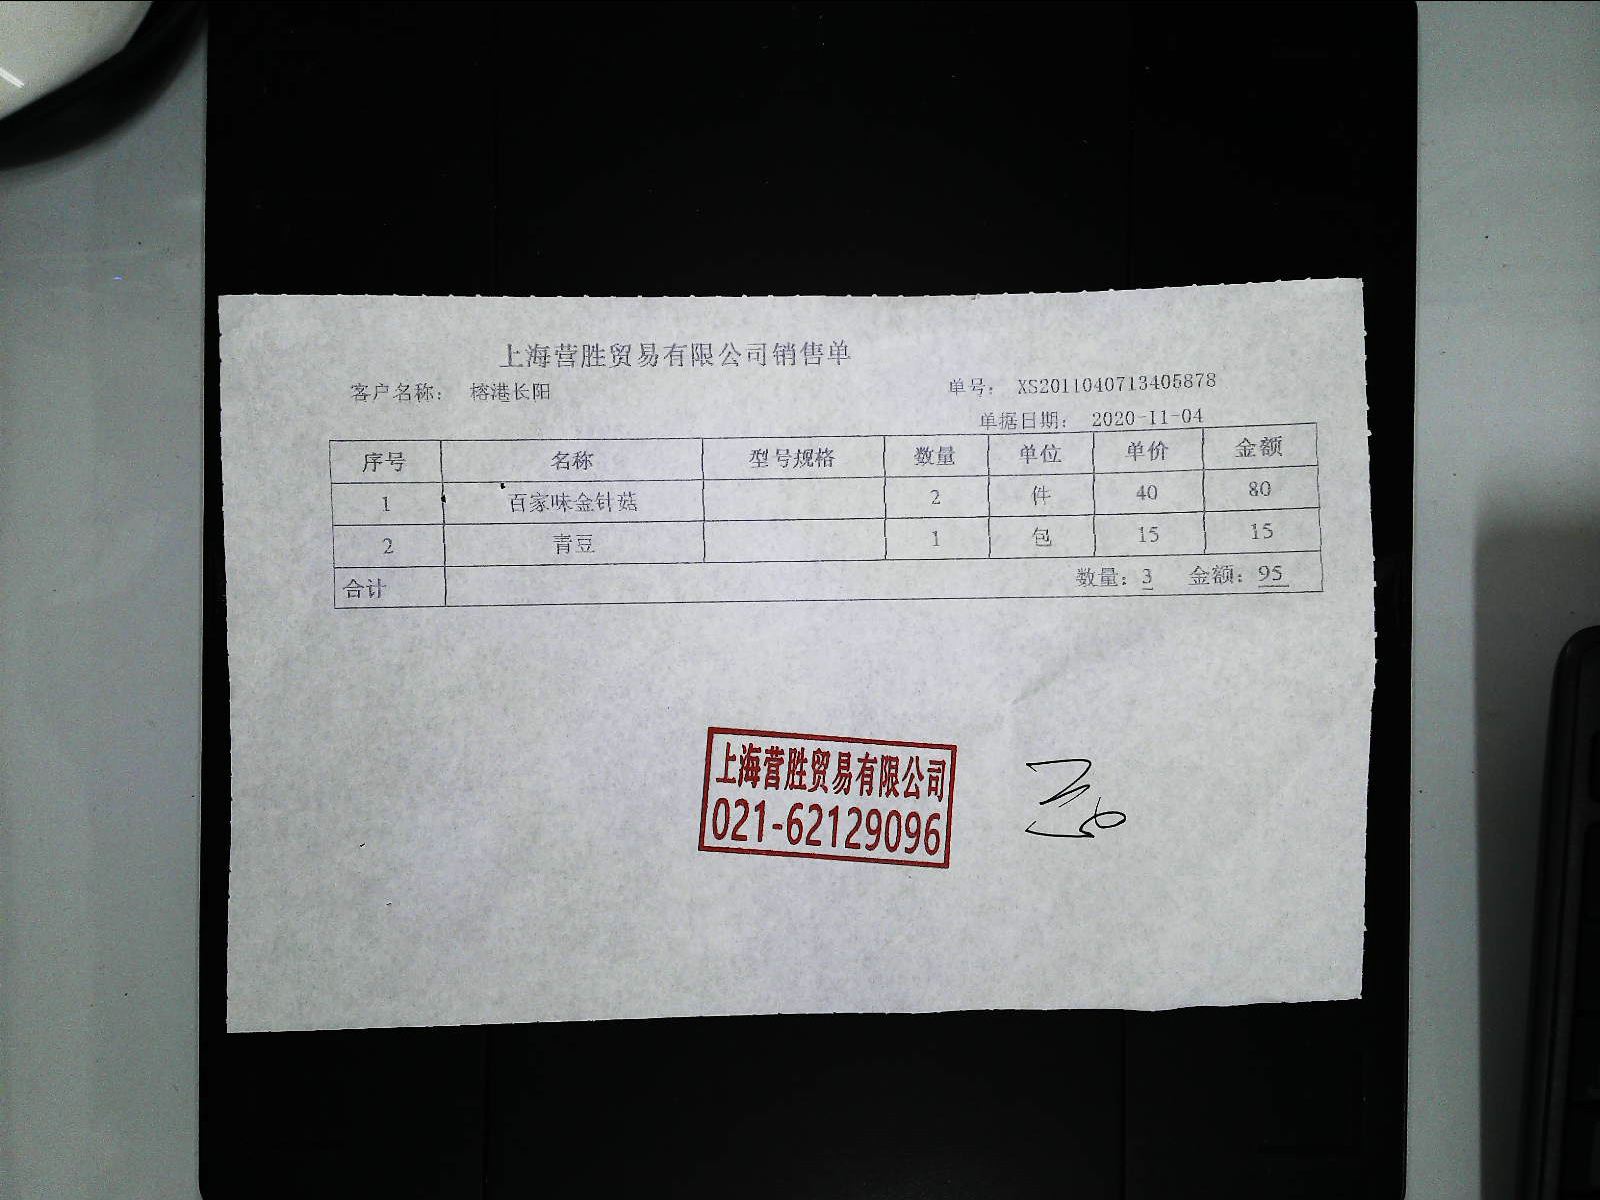 上海营胜贸易有限公司销售单
客户名称: 榕港长阳 单号: XS2011040713405878
单据日期: 2020-11-04
序号 名称 型号规格 数量 单位 单价 金额
1 百家味金针菇 2 件 40 80
2 青豆 1 包 15 15
合计 数量: 3 金额: 95
上海营胜贸易有限公司
021-62129096